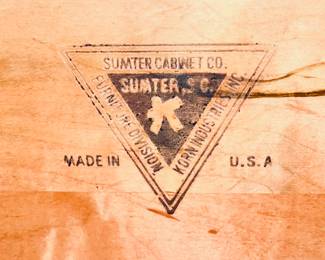 SUMTER CABINET CO.
SUMTER, S.C.
FURNITURE DIVISION,
KORN INDUSTRIES, INC.
K
MADE IN U.S.A